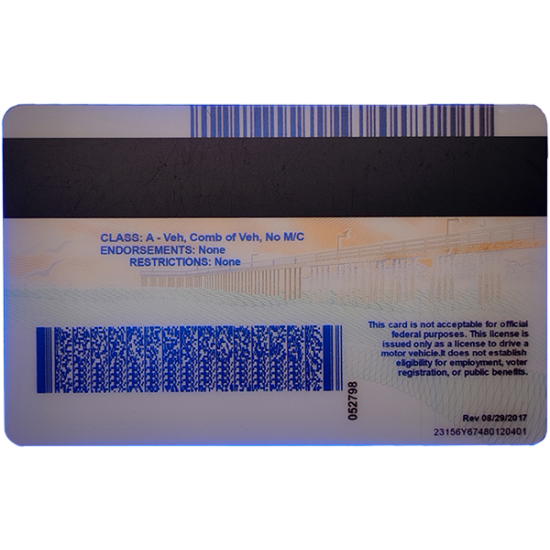 CLASS: A - Veh, Comb of Veh, No M/C
ENDORSEMENTS: None
RESTRICTIONS: None
This card is not acceptable for official
federal purposes. This license is
issued only as a license to drive a
motor vehicle.It does not establish
eligibility for employment, voter
registration, or public benefits.
052798
Rev 08/29/2017
23156Y67480120401